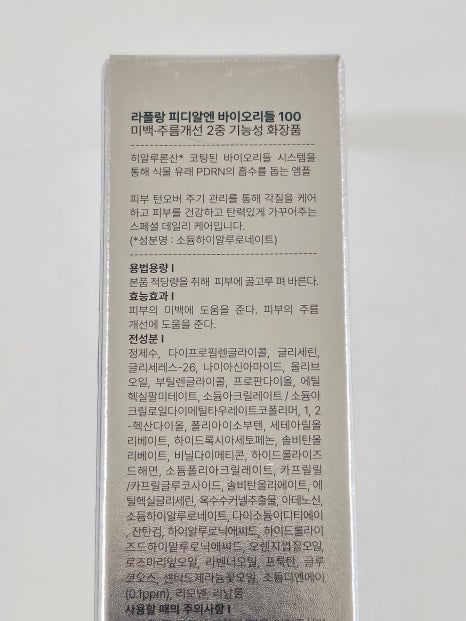 라플랑 피디알엔 바이오리들 100
미백·주름개선 2중 기능성 화장품
히알루론산* 코팅된 바이오리들 시스템을
통해 식물 유래 PDRN의 흡수를 돕는 앰플
피부 턴오버 주기 관리를 통해 각질을 케어
하고 피부를 건강하고 탄력있게 가꾸어주는
스페셜 데일리 케어입니다.
(*성분명 : 소듐하이알루로네이트)
용법용량 |
본품 적당량을 취해 피부에 골고루 펴 바른다.
효능효과 |
피부의 미백에 도움을 준다. 피부의 주름
개선에 도움을 준다.
전성분 |
정제수, 다이프로필렌글라이콜, 글리세린,
글리세레스-26, 나이아신아마이드, 올리브
오일, 부틸렌글라이콜, 프로판다이올, 에틸
헥실팔미테이트, 소듐아크릴레이트 / 소듐아
크릴로일다이메틸타우레이트코폴리머, 1, 2
-헥산다이올, 폴리아이소부텐, 세테아릴올
리베이트, 하이드록시아세토페논, 솔비탄올
리베이트, 비닐다이메티콘, 하이드롤라이즈
드해면, 소듐폴리아크릴레이트, 카프릴릴
/카프릴글루코사이드, 솔비탄올리에이트, 에
틸헥실글리세린, 옥수수커넬추출물, 아데노신,
소듐하이알루로네이트, 다이소듐이디티에이
, 잔탄검, 하이알루로닉애씨드, 하이드롤라이
즈드하이알루로닉애씨드, 오렌지껍질오일,
로즈마리잎오일, 라벤더오일, 프룩탄, 글루
코오스, 센티드제라늄꽃오일, 소듐디엔에이
(0.1ppm), 리모넨, 리날룰
사용할 때의 주의사항 |